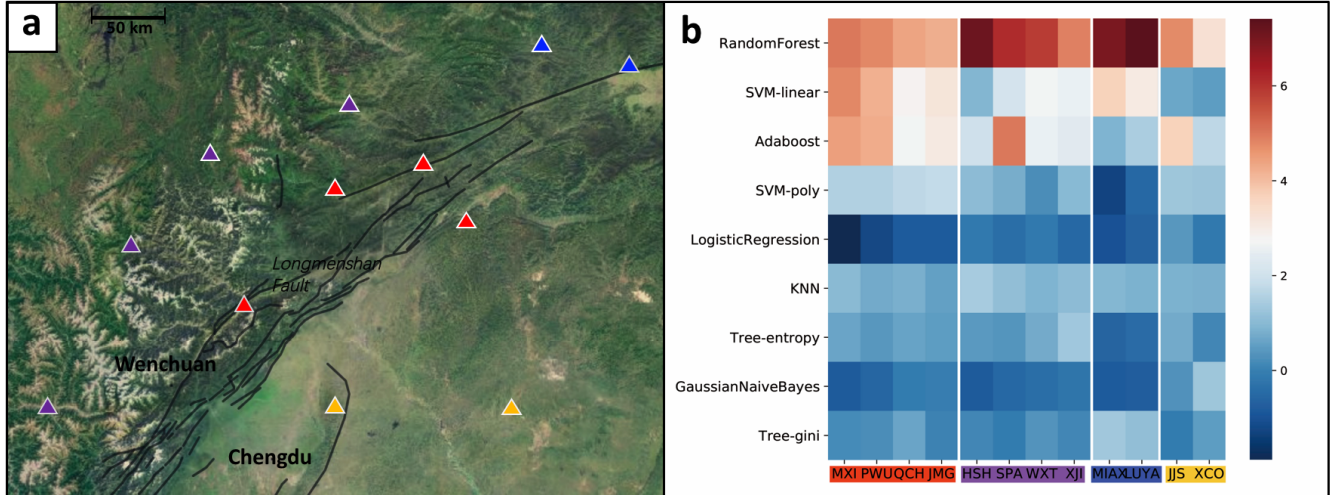 a
50 km
Longmenshan
Fault
Wenchuan
Chengdu
b
RandomForest
SVM-linear
Adaboost
SVM-poly
LogisticRegression
KNN
Tree-entropy
GaussianNaiveBayes
Tree-gini
MXI PWU QCH JMG HSH SPA WXT XJI MIAX LUYA JJS XCO
6
4
2
0